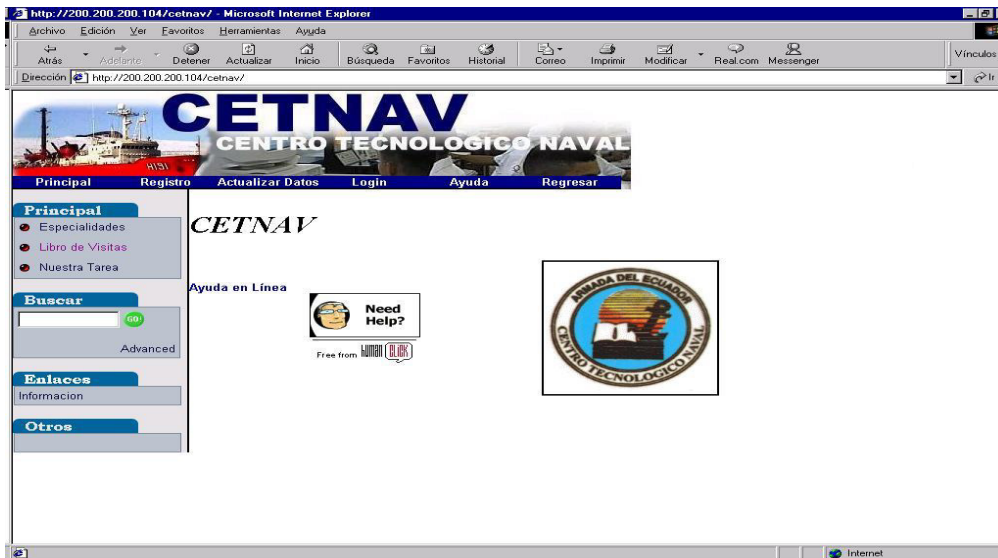 http://200.200.200.104/cetnav/ - Microsoft Internet Explorer
Archivo Edición Ver Favoritos Herramientas Ayuda
Atrás Adelante Detener Actualizar Inicio Búsqueda Favoritos Historial Correo Imprimir Modificar Real.com Messenger Vínculos
Dirección http://200.200.200.104/cetnav/ Ir
CETNAV
CENTRO TECNOLOGICO NAVAL
HI91
Principal Registro Actualizar Datos Login Ayuda Regresar
Principal
Especialidades
Libro de Visitas
Nuestra Tarea
Buscar
GO!
Advanced
Enlaces
Informacion
Otros
CETNAV
Ayuda en Línea
Need
Help?
Free from HUMAN CLICK
ARMADA DEL ECUADOR
CENTRO TECNOLOGICO NAVAL
Internet